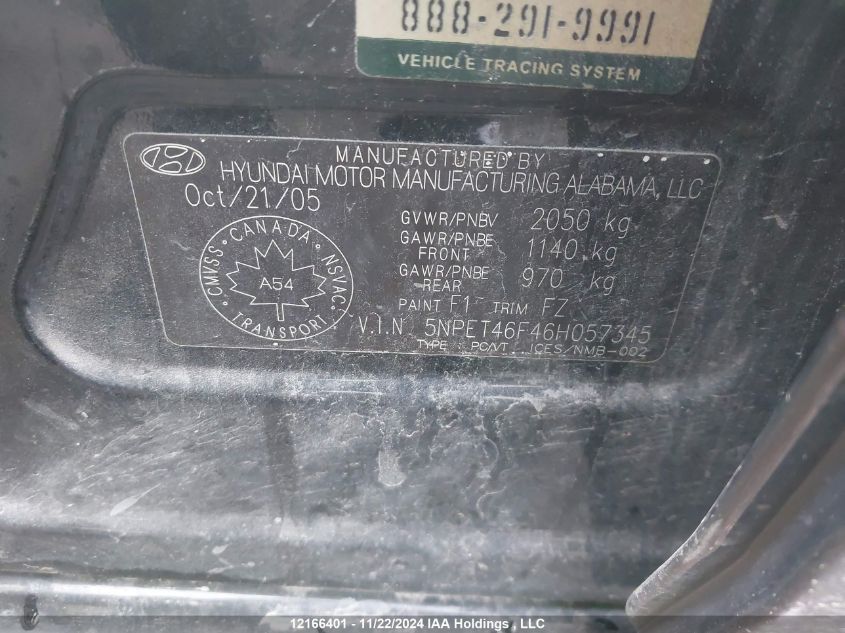 888-291-9991
VEHICLE TRACING SYSTEM
MANUFACTURED BY
HYUNDAI MOTOR MANUFACTURING ALABAMA, LLC
Oct/21/05
GVWR/PNBV 2050 kg
GAWR/PNBE FRONT 1140 kg
GAWR/PNBE REAR 970 kg
PAINT F1 TRIM FZ
CANADA
CMVSS · NSVAC
A54
TRANSPORT
V.I.N 5NPET46F46H057345
TYPE : PC/VT ICES/NMB-002
12166401 - 11/22/2024 IAA Holdings , LLC